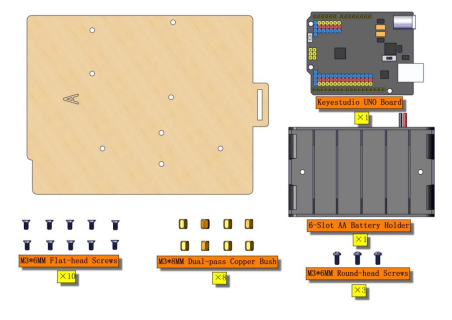 A
Keyestudio UNO Board
×1
6-Slot AA Battery Holder
×1
M3*6MM Flat-head Screws
×10
M3*8MM Dual-pass Copper Bush
×8
M3*6MM Round-head Screws
×3